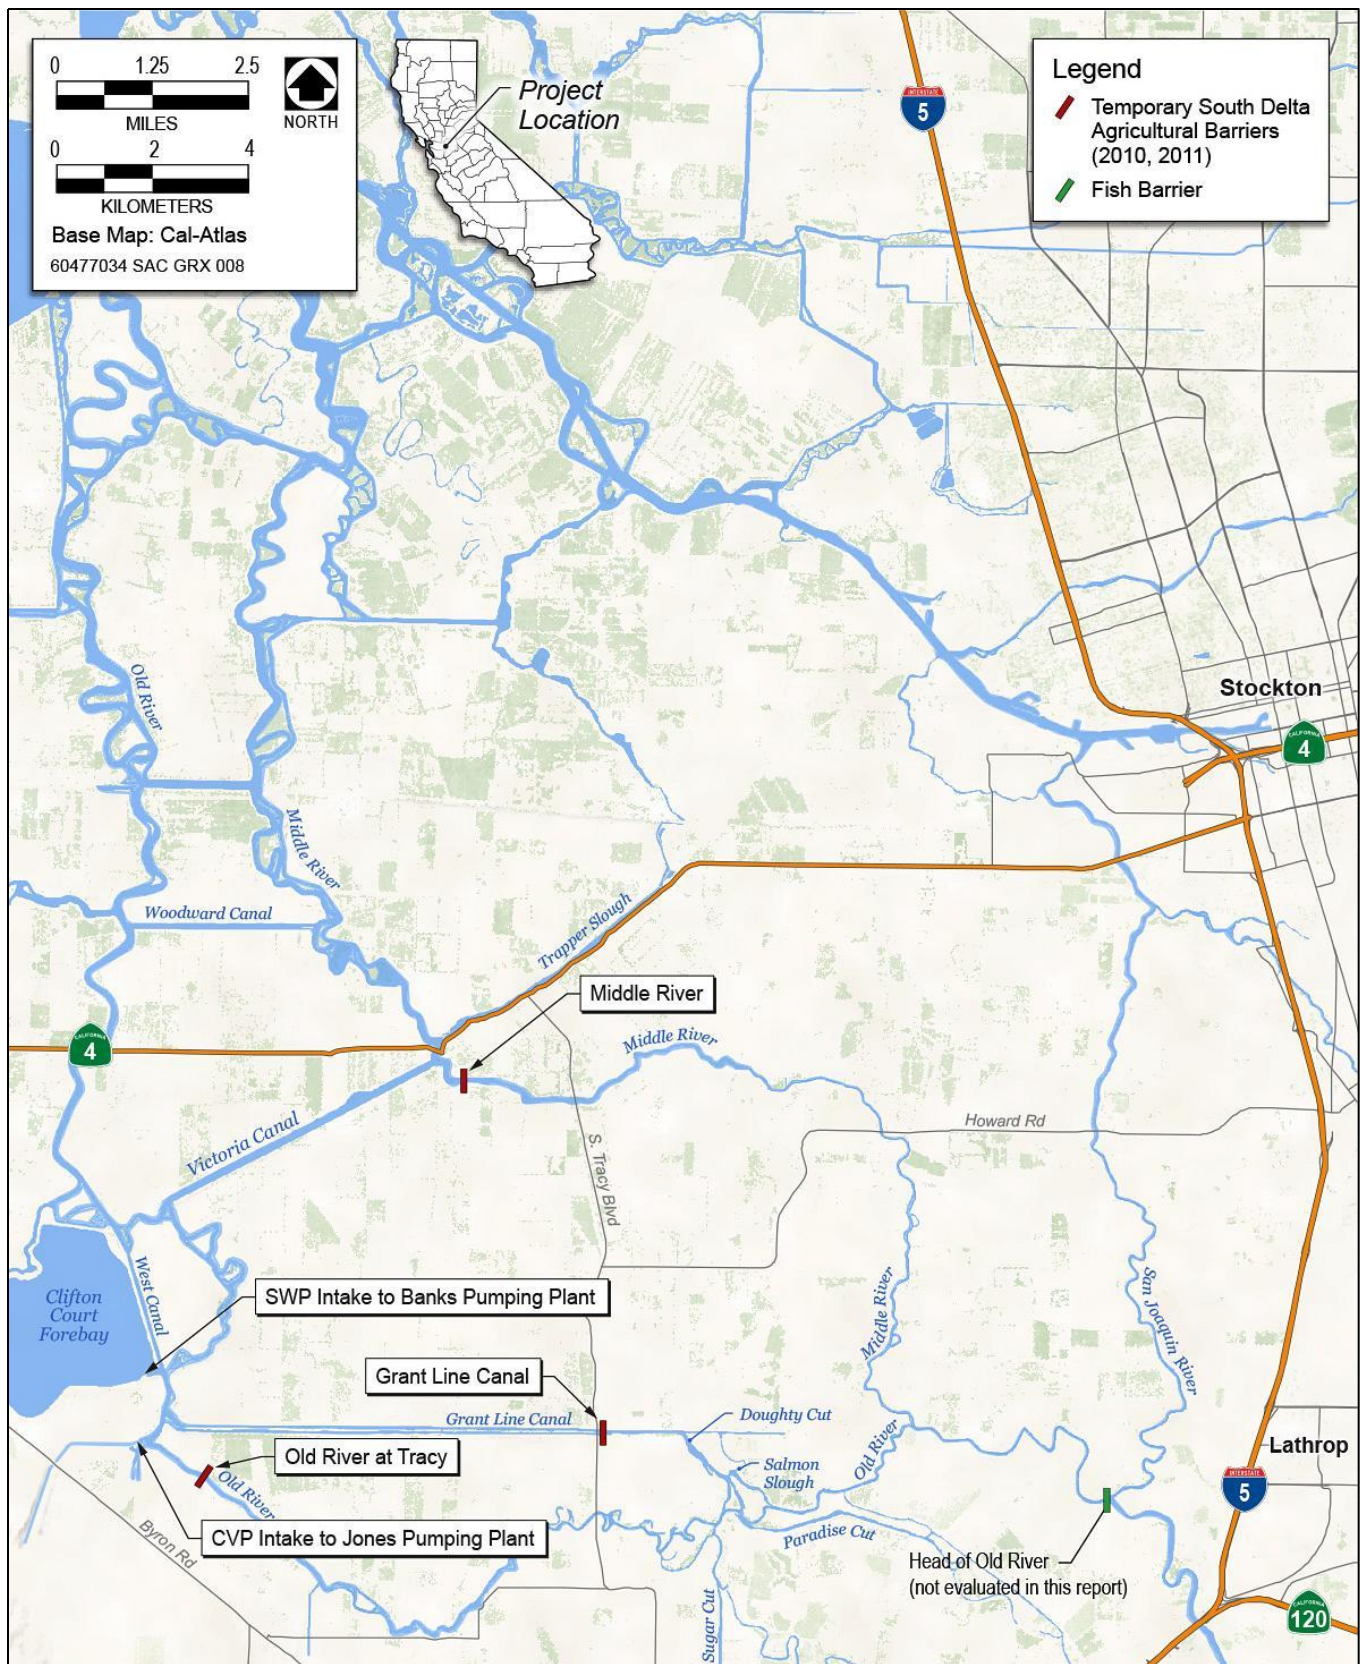 0 1.25 2.5
MILES
0 2 4
KILOMETERS
NORTH
Base Map: Cal-Atlas
60477034 SAC GRX 008
Project
Location
INTERSTATE
5
Legend
Temporary South Delta
Agricultural Barriers
(2010, 2011)
Fish Barrier
Old River
Stockton
CALIFORNIA
4
Middle River
Woodward Canal
Trapper Slough
Middle River
CALIFORNIA
4
Middle River
Victoria Canal
Howard Rd
S. Tracy Blvd
West Canal
Clifton
Court
Forebay
SWP Intake to Banks Pumping Plant
Middle River
San Joaquin River
Grant Line Canal
Grant Line Canal
Doughty Cut
Old River
Salmon
Slough
Lathrop
Old River at Tracy
Old River
INTERSTATE
5
CVP Intake to Jones Pumping Plant
Byron Rd
Paradise Cut
Head of Old River
(not evaluated in this report)
Sugar Cut
CALIFORNIA
120